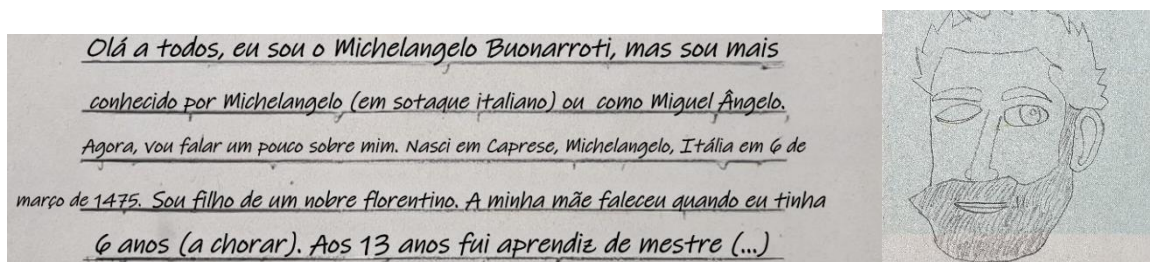 Olá a todos, eu sou o Michelangelo Buonarroti, mas sou mais
conhecido por Michelangelo (em sotaque italiano) ou como Miguel Ângelo.
Agora, vou falar um pouco sobre mim. Nasci em Caprese, Michelangelo, Itália em 6 de
março de 1475. Sou filho de um nobre florentino. A minha mãe faleceu quando eu tinha
6 anos (a chorar). Aos 13 anos fui aprendiz de mestre (...)